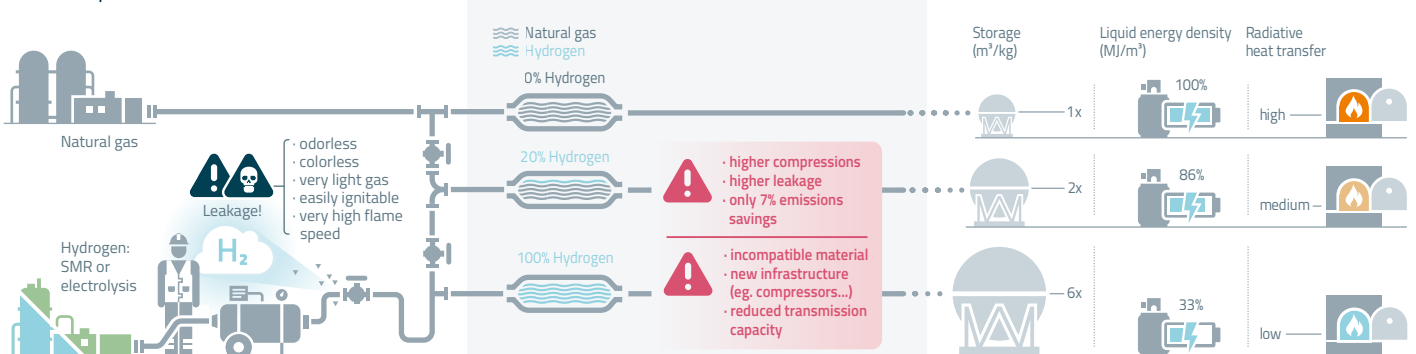 Natural gas
Hydrogen:
SMR or
electrolysis
Leakage!
· odorless
· colorless
· very light gas
· easily ignitable
· very high flame
speed
H₂
Natural gas
Hydrogen
0% Hydrogen
20% Hydrogen
100% Hydrogen
· higher compressions
· higher leakage
· only 7% emissions
savings
· incompatible material
· new infrastructure
(eg. compressors...)
· reduced transmission
capacity
Storage
(m³/kg)
Liquid energy density
(MJ/m³)
Radiative
heat transfer
1x
100%
high
2x
86%
medium
6x
33%
low